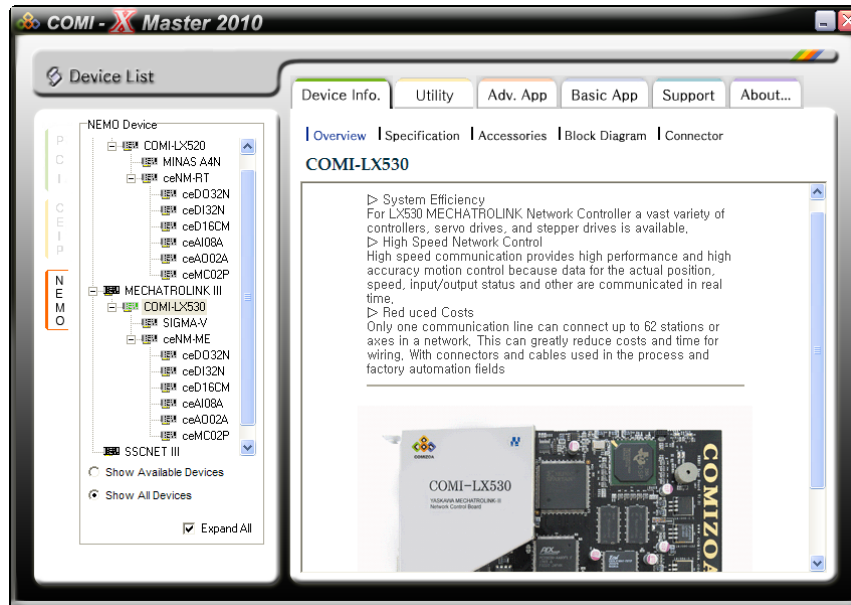 COMI - X Master 2010
Device List
Device Info.
Utility
Adv. App
Basic App
Support
About...
P
C
I
C
E
I
P
N
E
M
O
NEMO Device
COMI-LX520
MINAS A4N
ceNM-RT
ceDO32N
ceDI32N
ceD16CM
ceAI08A
ceAO02A
ceMC02P
MECHATROLINK III
COMI-LX530
SIGMA-V
ceNM-ME
ceDO32N
ceDI32N
ceD16CM
ceAI08A
ceAO02A
ceMC02P
SSCNET III
Show Available Devices
Show All Devices
Expand All
Overview Specification Accessories Block Diagram Connector
COMI-LX530
▷ System Efficiency
For LX530 MECHATROLINK Network Controller a vast variety of
controllers, servo drives, and stepper drives is available.
▷ High Speed Network Control
High speed communication provides high performance and high
accuracy motion control because data for the actual position,
speed, input/output status and other are communicated in real
time.
▷ Red uced Costs
Only one communication line can connect up to 62 stations or
axes in a network. This can greatly reduce costs and time for
wiring. With connectors and cables used in the process and
factory automation fields
COMIZOA
COMI-LX530
YASKAWA MECHATROLINK-III
Network Control Board
COMIZOA